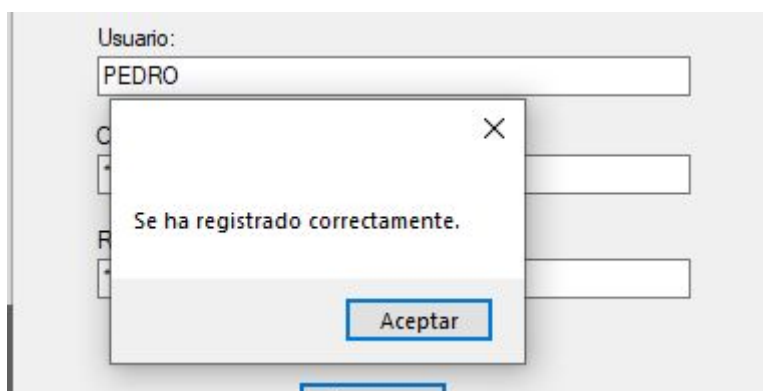 Usuario:
PEDRO
C
*
Se ha registrado correctamente.
R
*
Aceptar